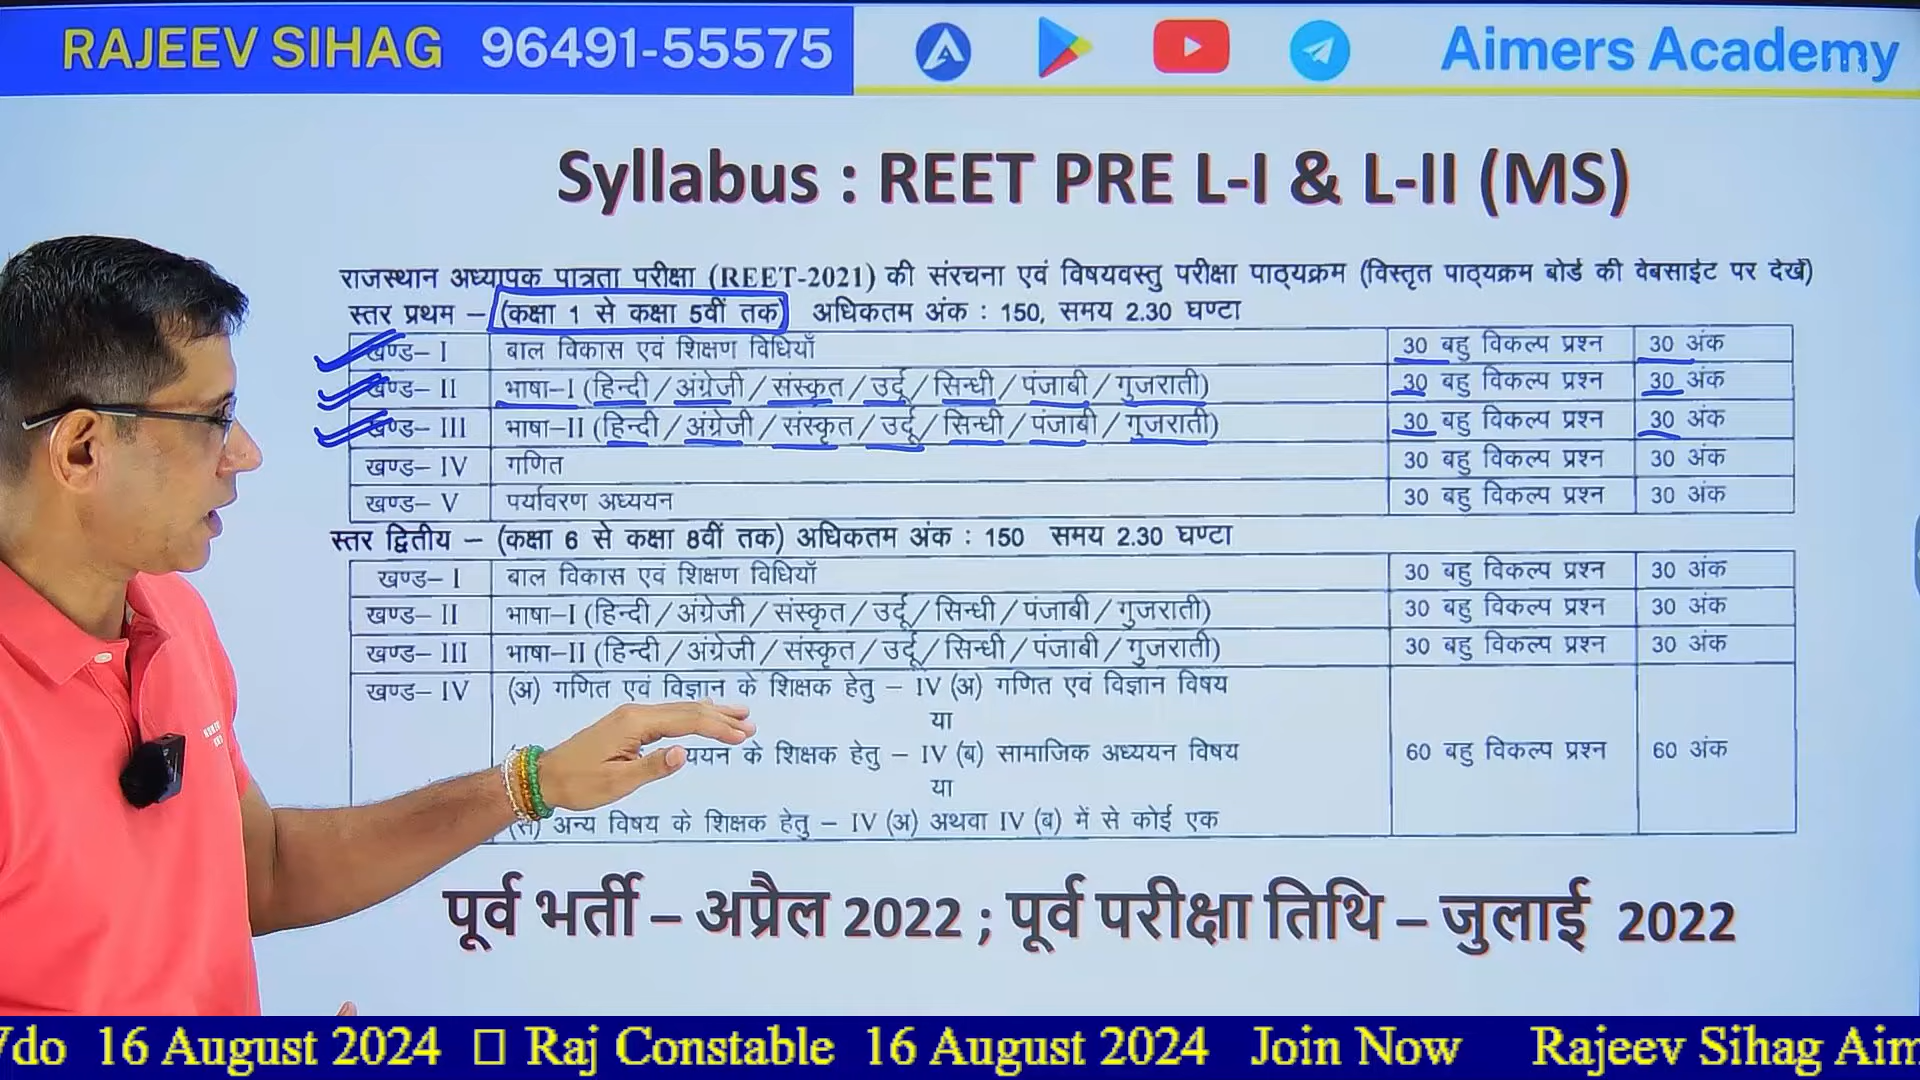 RAJEEV SIHAG 96491-55575 Aimers Academy
Syllabus : REET PRE L-I & L-II (MS)
राजस्थान अध्यापक पात्रता परीक्षा (REET-2021) की संरचना एवं विषयवस्तु परीक्षा पाठ्यक्रम (विस्तृत पाठ्यक्रम बोर्ड की वेबसाईट पर देखें)
स्तर प्रथम – (कक्षा 1 से कक्षा 5वीं तक) अधिकतम अंक : 150, समय 2.30 घण्टा
खण्ड– I बाल विकास एवं शिक्षण विधियाँ 30 बहु विकल्प प्रश्न 30 अंक
खण्ड– II भाषा–I (हिन्दी/अंग्रेजी/संस्कृत/उर्दू/सिन्धी/पंजाबी/गुजराती) 30 बहु विकल्प प्रश्न 30 अंक
खण्ड– III भाषा–II (हिन्दी/अंग्रेजी/संस्कृत/उर्दू/सिन्धी/पंजाबी/गुजराती) 30 बहु विकल्प प्रश्न 30 अंक
खण्ड– IV गणित 30 बहु विकल्प प्रश्न 30 अंक
खण्ड– V पर्यावरण अध्ययन 30 बहु विकल्प प्रश्न 30 अंक
स्तर द्वितीय – (कक्षा 6 से कक्षा 8वीं तक) अधिकतम अंक : 150 समय 2.30 घण्टा
खण्ड– I बाल विकास एवं शिक्षण विधियाँ 30 बहु विकल्प प्रश्न 30 अंक
खण्ड– II भाषा–I (हिन्दी/अंग्रेजी/संस्कृत/उर्दू/सिन्धी/पंजाबी/गुजराती) 30 बहु विकल्प प्रश्न 30 अंक
खण्ड– III भाषा–II (हिन्दी/अंग्रेजी/संस्कृत/उर्दू/सिन्धी/पंजाबी/गुजराती) 30 बहु विकल्प प्रश्न 30 अंक
खण्ड– IV (अ) गणित एवं विज्ञान के शिक्षक हेतु – IV (अ) गणित एवं विज्ञान विषय
या
के शिक्षक हेतु – IV (ब) सामाजिक अध्ययन विषय 60 बहु विकल्प प्रश्न 60 अंक
या
(स) अन्य विषय के शिक्षक हेतु – IV (अ) अथवा IV (ब) में से कोई एक
पूर्व भर्ती – अप्रैल 2022 ; पूर्व परीक्षा तिथि – जुलाई 2022
16 August 2024 Raj Constable 16 August 2024 Join Now Rajeev Sihag Aim